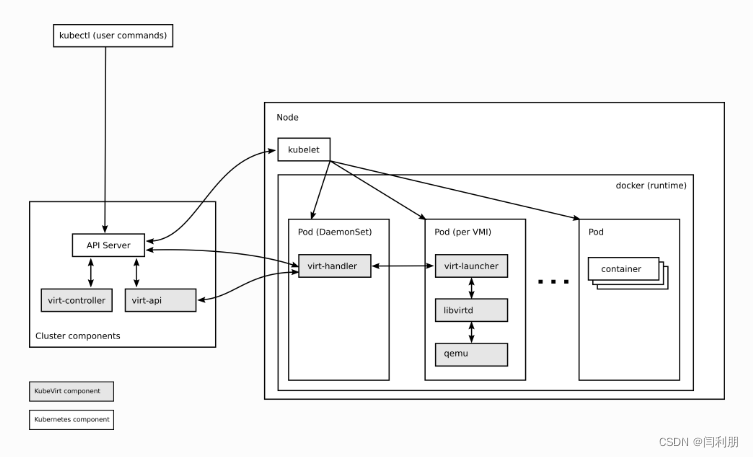 kubectl (user commands)
Node
kubelet
docker (runtime)
Pod (DaemonSet)
Pod (per VMI)
Pod
API Server
virt-handler
virt-launcher
container
virt-controller
virt-api
libvirtd
Cluster components
qemu
KubeVirt component
Kubernetes component
CSDN @闫利朋